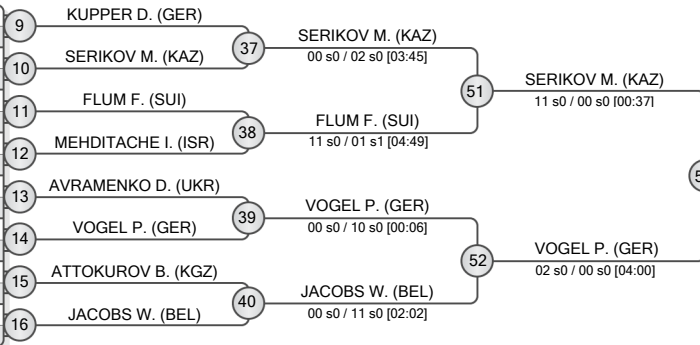 9
KUPPER D. (GER)
10
SERIKOV M. (KAZ)
37
SERIKOV M. (KAZ)
00 s0 / 02 s0 [03:45]
11
FLUM F. (SUI)
12
MEHDITACHE I. (ISR)
38
FLUM F. (SUI)
11 s0 / 01 s1 [04:49]
51
SERIKOV M. (KAZ)
11 s0 / 00 s0 [00:37]
13
AVRAMENKO D. (UKR)
14
VOGEL P. (GER)
39
VOGEL P. (GER)
00 s0 / 10 s0 [00:06]
15
ATTOKUROV B. (KGZ)
16
JACOBS W. (BEL)
40
JACOBS W. (BEL)
00 s0 / 11 s0 [02:02]
52
VOGEL P. (GER)
02 s0 / 00 s0 [04:00]